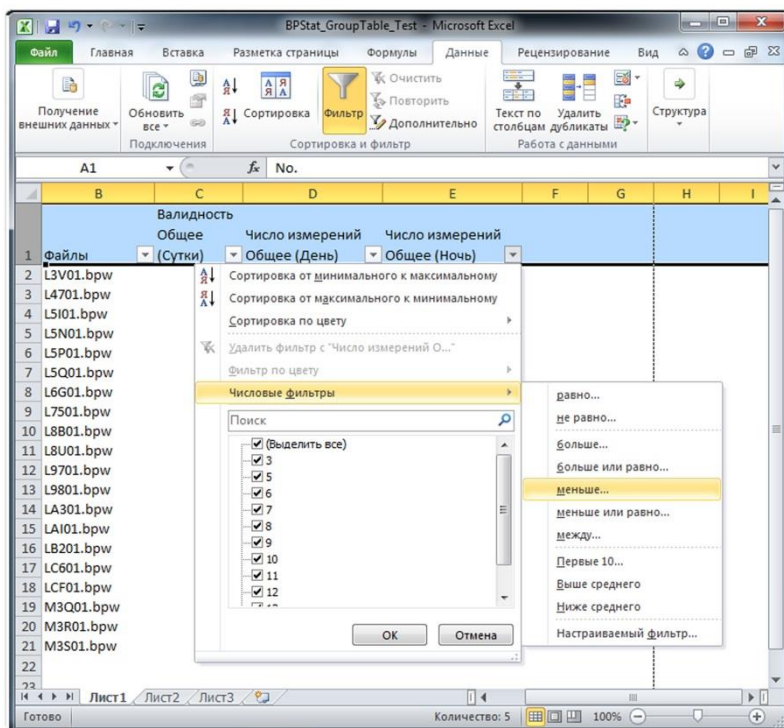 BPStat_GroupTable_Test - Microsoft Excel
Файл Главная Вставка Разметка страницы Формулы Данные Рецензирование Вид
Получение внешних данных
Обновить все
Подключения
Сортировка
Фильтр
Очистить
Повторить
Дополнительно
Сортировка и фильтр
Текст по столбцам
Удалить дубликаты
Работа с данными
Структура
A1 fx No.
B C D E F G H I
Валидность
Общее Число измерений Число измерений
1 Файлы (Сутки) Общее (День) Общее (Ночь)
2 L3V01.bpw
3 L4701.bpw
4 L5I01.bpw
5 L5N01.bpw
6 L5P01.bpw
7 L5Q01.bpw
8 L6G01.bpw
9 L7501.bpw
10 L8B01.bpw
11 L8U01.bpw
12 L9701.bpw
13 L9801.bpw
14 LA301.bpw
15 LAI01.bpw
16 LB201.bpw
17 LC601.bpw
18 LCF01.bpw
19 M3Q01.bpw
20 M3R01.bpw
21 M3S01.bpw
22
23
Сортировка от минимального к максимальному
Сортировка от максимального к минимальному
Сортировка по цвету
Удалить фильтр с "Число измерений О..."
Фильтр по цвету
Числовые фильтры
Поиск
(Выделить все)
3
5
6
7
8
9
10
11
12
ОК Отмена
равно...
не равно...
больше...
больше или равно...
меньше...
меньше или равно...
между...
Первые 10...
Выше среднего
Ниже среднего
Настраиваемый фильтр...
Лист1 Лист2 Лист3
Готово Количество: 5 100%